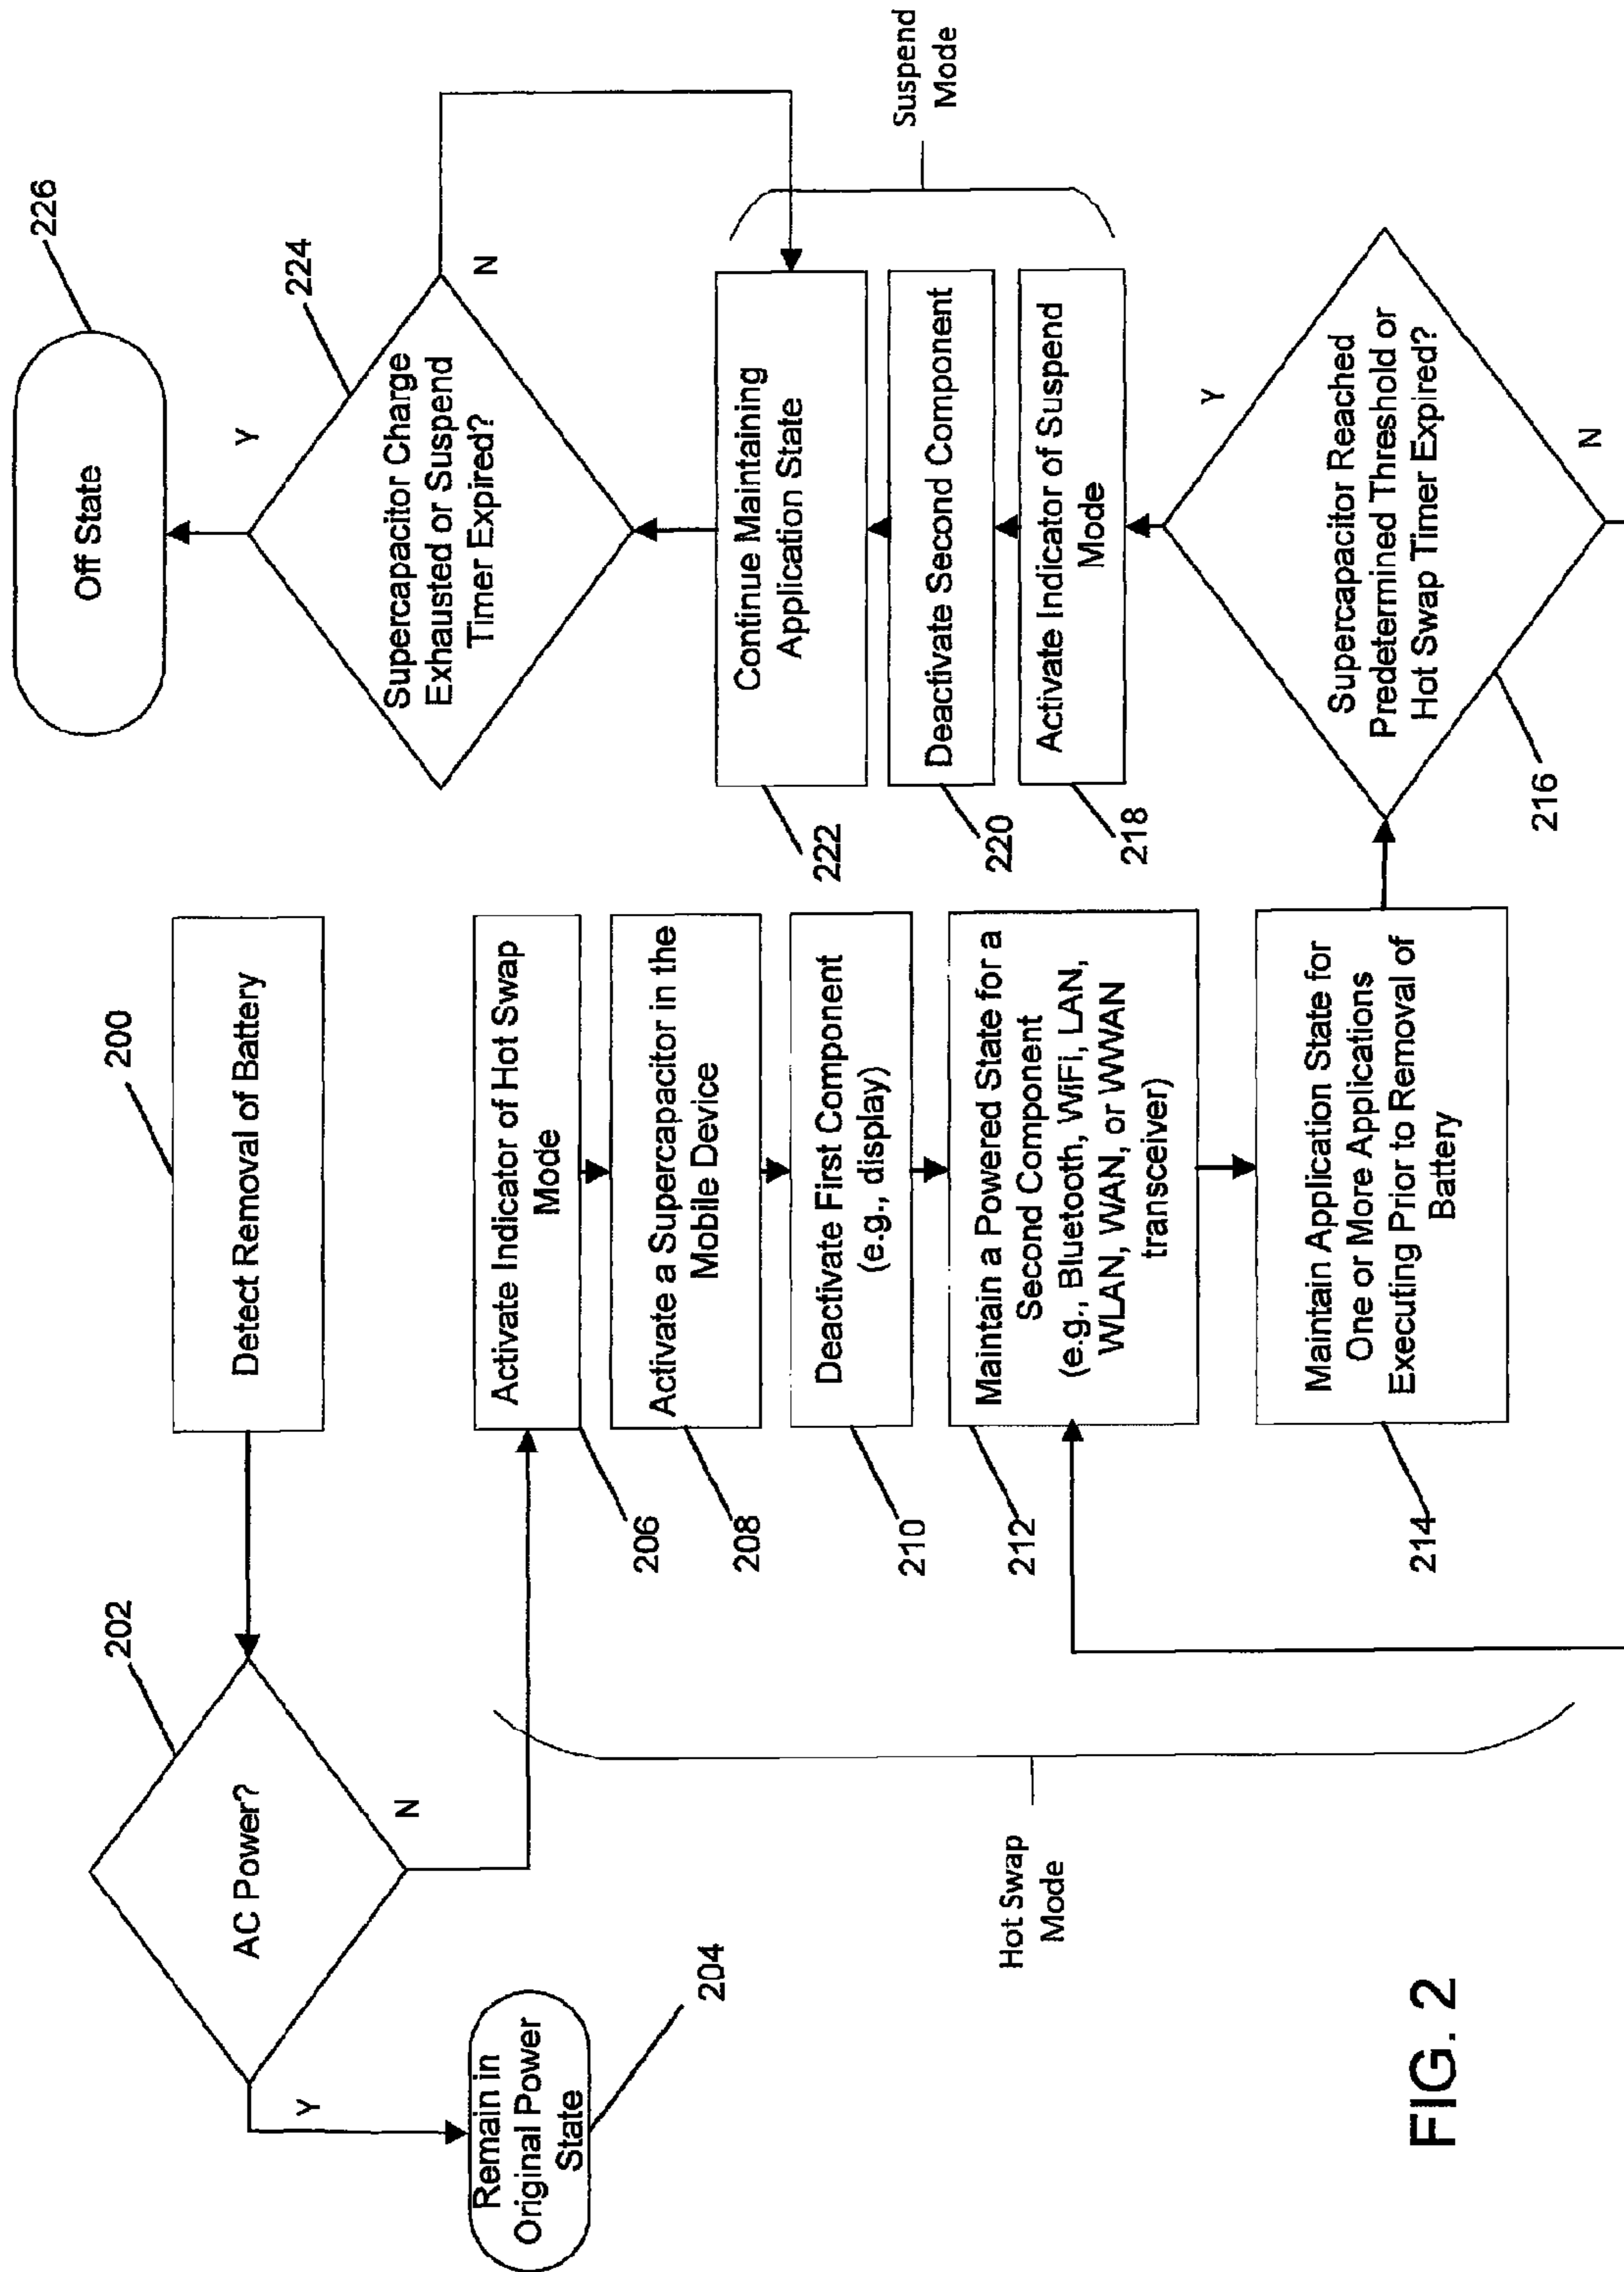 200
Detect Removal of Battery
202
AC Power?
Y
N
Remain in
Original Power
State
204
Activate Indicator of Hot Swap
Mode
206
Activate a Supercapacitor in the
Mobile Device
208
Deactivate First Component
(e.g., display)
210
Maintain a Powered State for a
Second Component
(e.g., Bluetooth, WiFi, LAN,
WLAN, WAN, or WWAN
transceiver)
212
Maintain Application State for
One or More Applications
Executing Prior to Removal of
Battery
214
Hot Swap
Mode
Supercapacitor Reached
Predetermined Threshold or
Hot Swap Timer Expired?
216
Y
N
Activate Indicator of Suspend
Mode
218
Deactivate Second Component
220
Continue Maintaining
Application State
222
Suspend
Mode
Supercapacitor Charge
Exhausted or Suspend
Timer Expired?
224
Y
N
Off State
226
FIG. 2